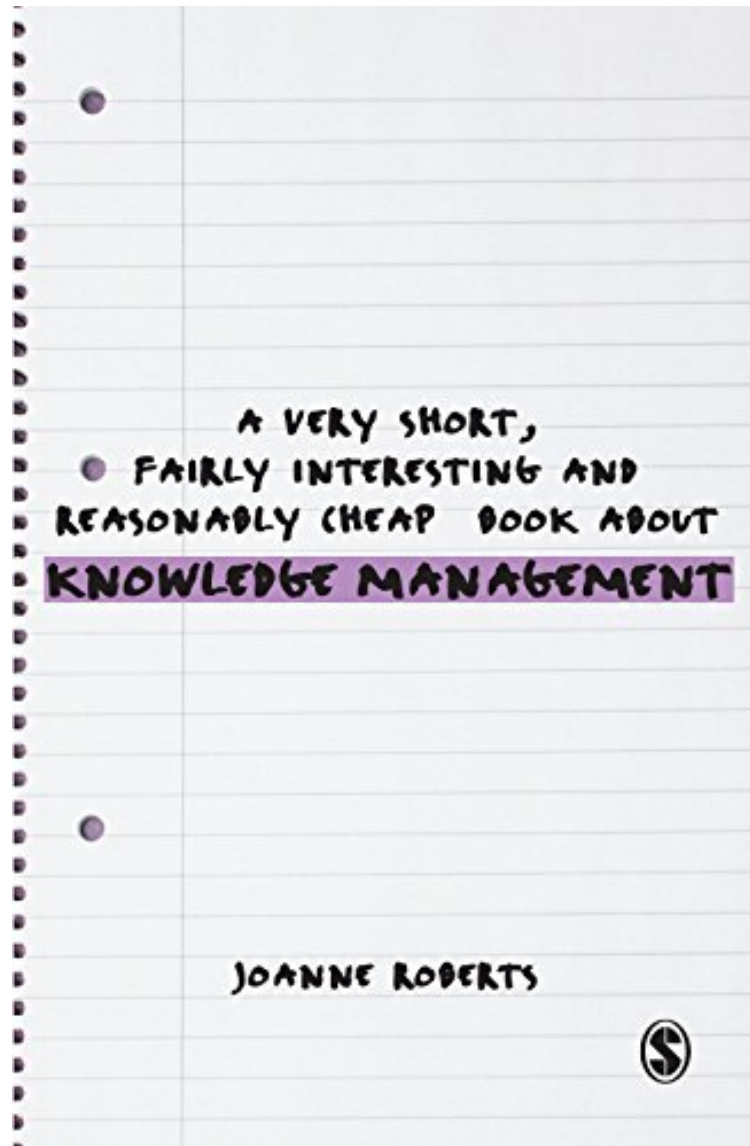 A VERY SHORT,
FAIRLY INTERESTING AND
REASONABLY CHEAP BOOK ABOUT
KNOWLEDGE MANAGEMENT
JOANNE ROBERTS
S